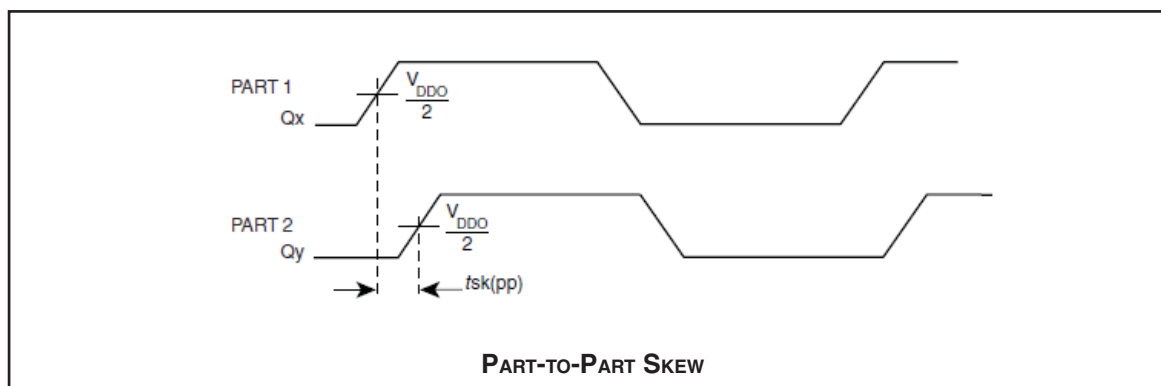 PART 1
Qx
VDDO
2
PART 2
Qy
VDDO
2
tsk(pp)
PART-TO-PART SKEW